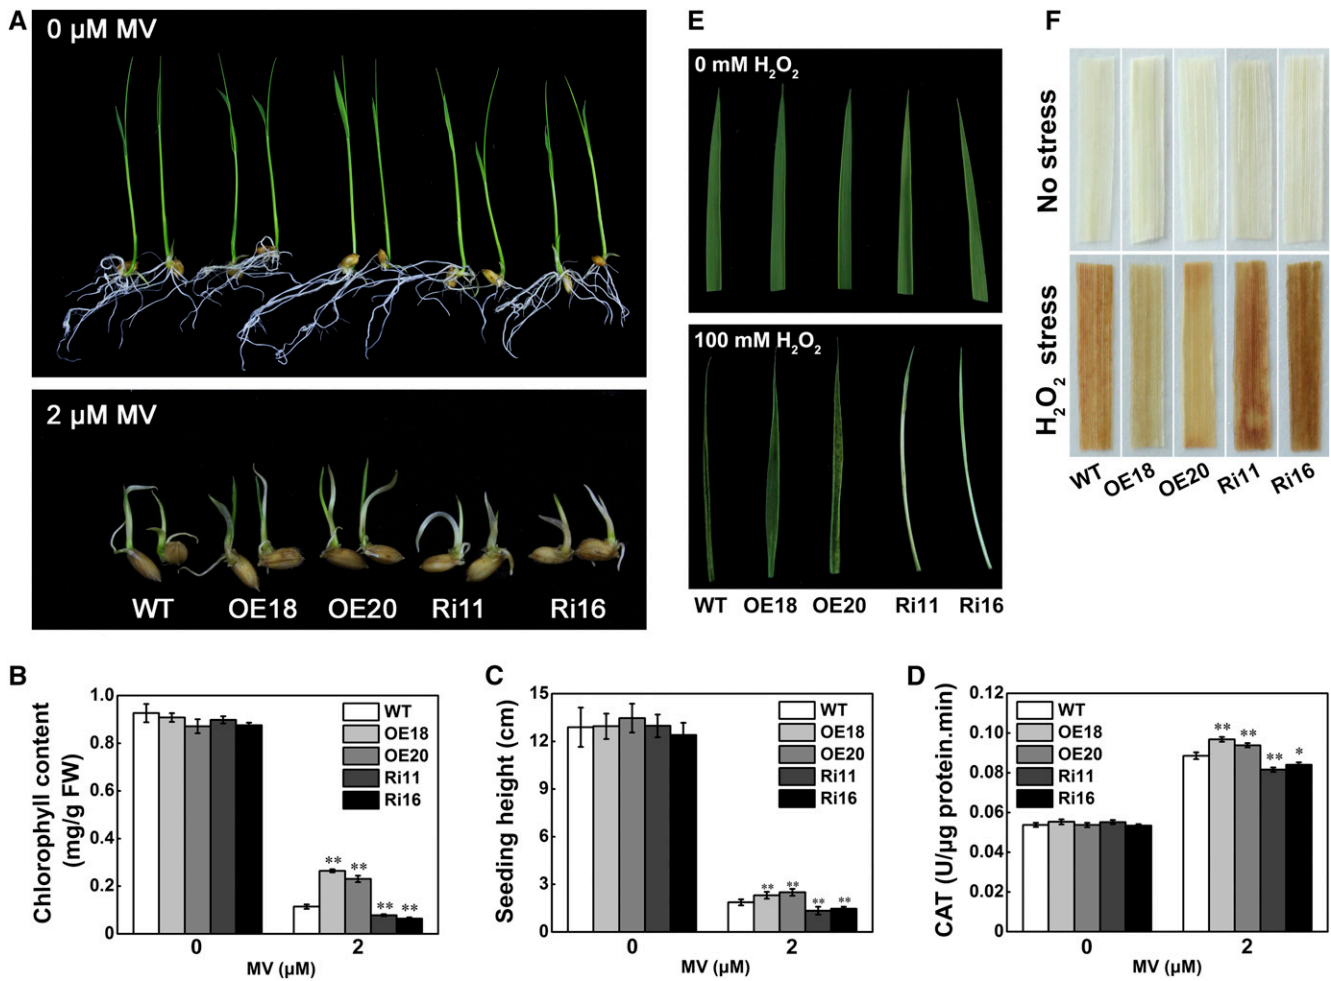 A
0 µM MV
2 µM MV
WT OE18 OE20 Ri11 Ri16
E
0 mM H₂O₂
100 mM H₂O₂
WT OE18 OE20 Ri11 Ri16
F
No stress
H₂O₂ stress
WT OE18 OE20 Ri11 Ri16
B
Chlorophyll content
(mg/g FW)
1.0
0.8
0.6
0.4
0.2
0
WT
OE18
OE20
Ri11
Ri16
** ** ** **
0 2
MV (µM)
C
Seeding height (cm)
15
12
9
6
3
0
WT
OE18
OE20
Ri11
Ri16
** ** ** **
0 2
MV (µM)
D
CAT (U/µg protein.min)
0.12
0.10
0.08
0.06
0.04
0.02
0.00
WT
OE18
OE20
Ri11
Ri16
** ** ** *
0 2
MV (µM)